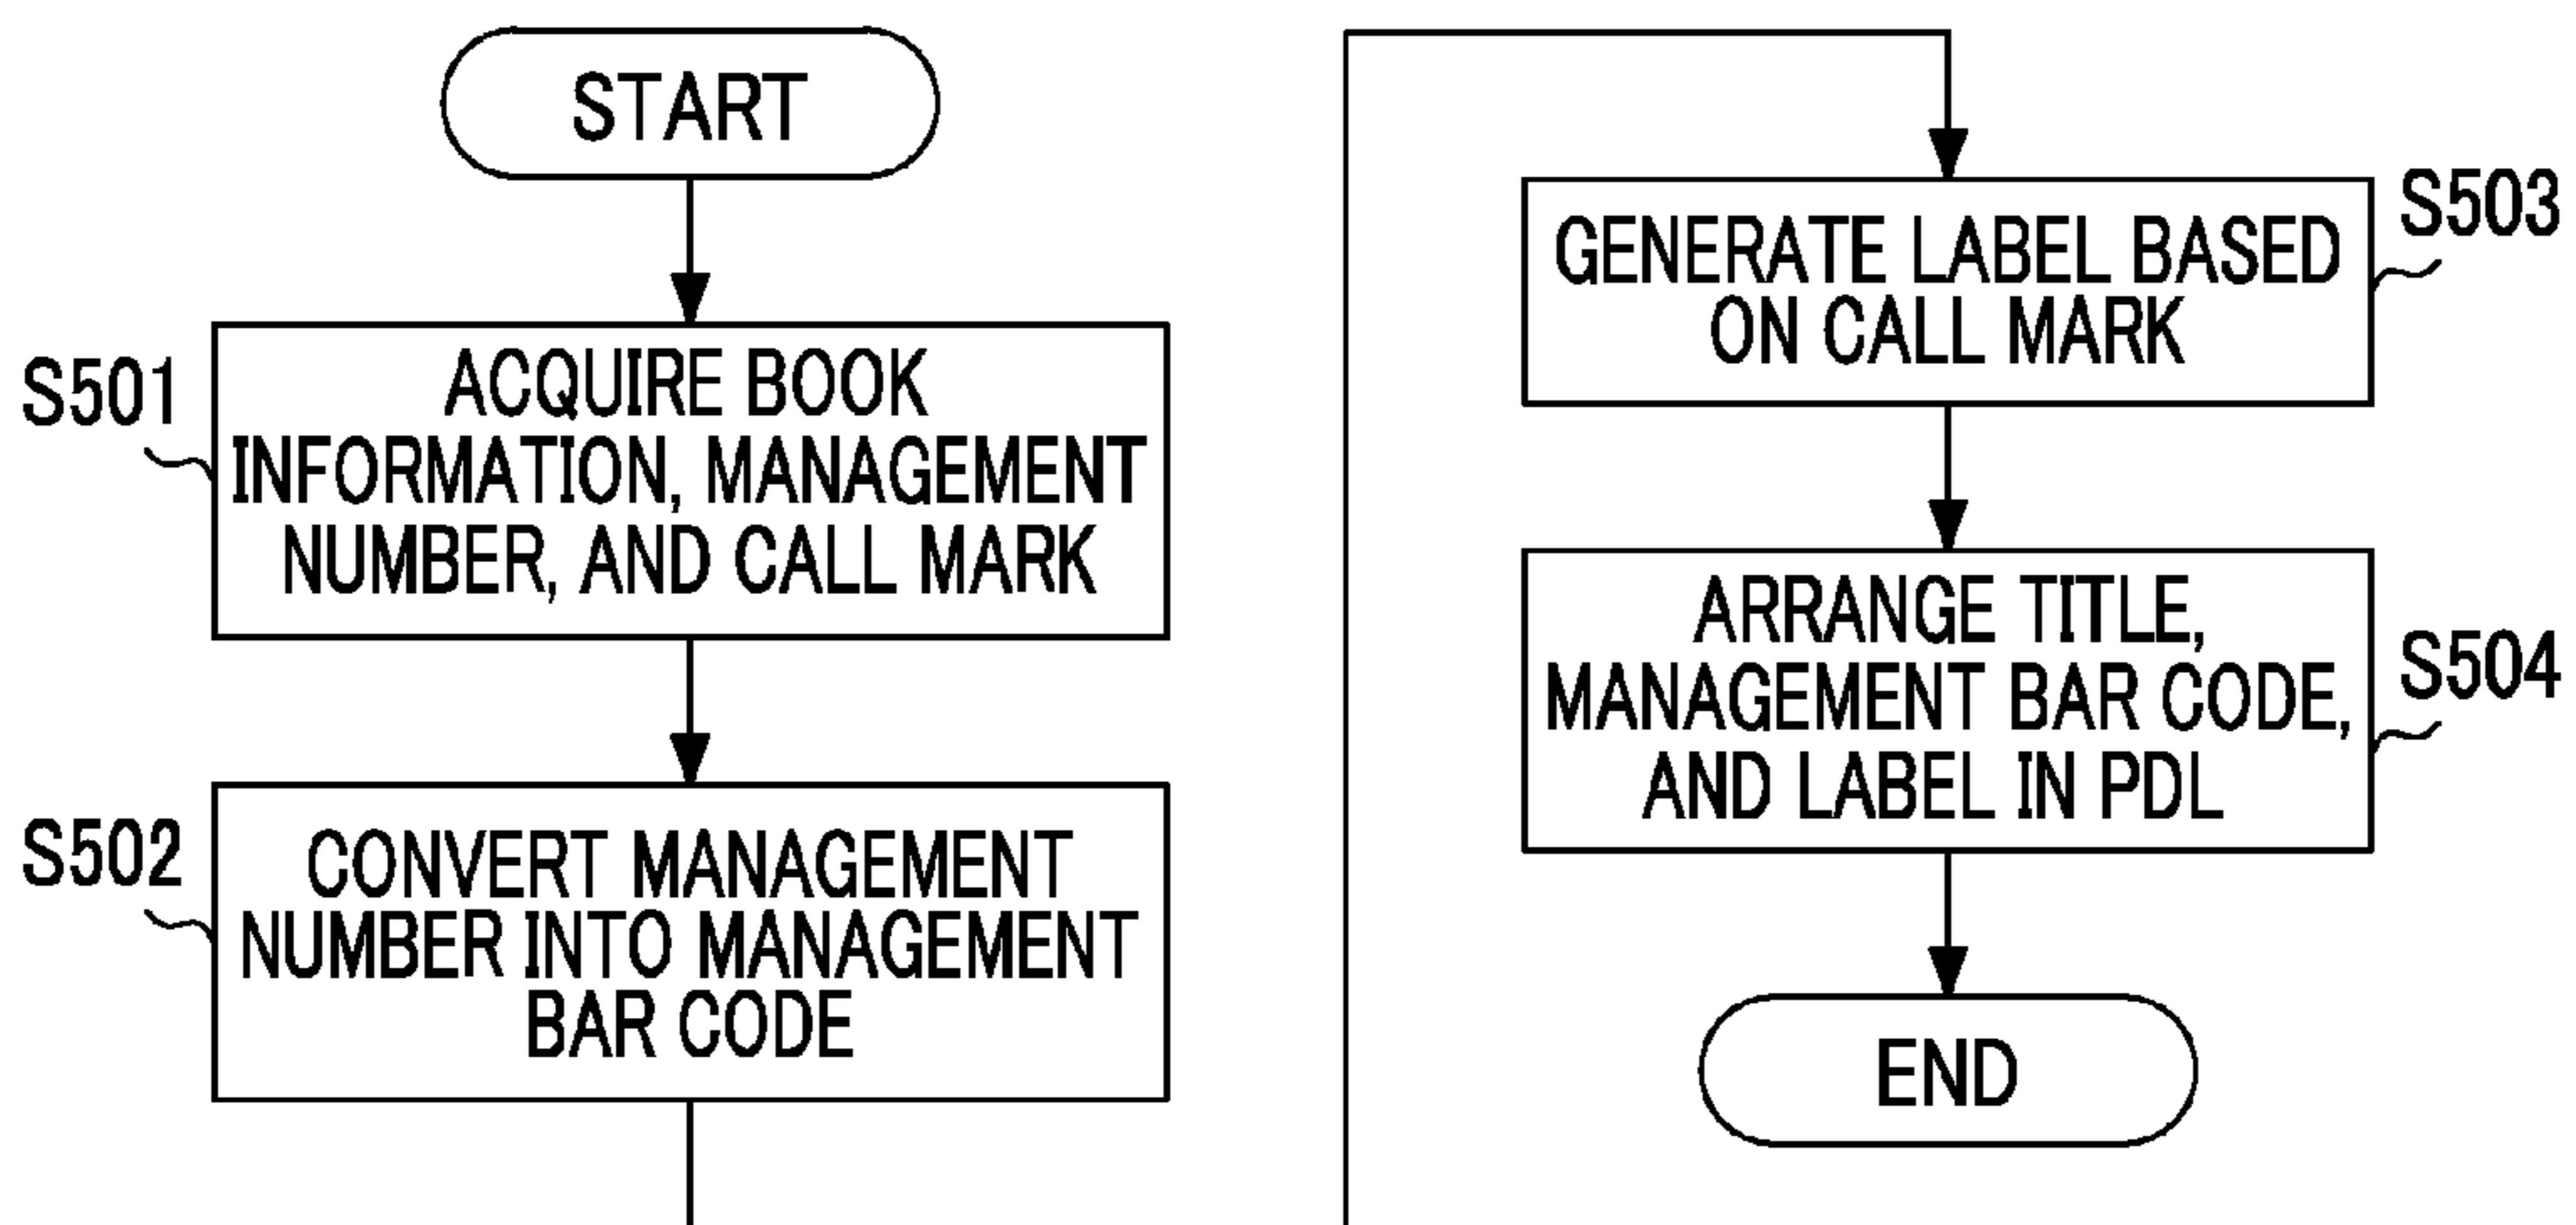 START
S501
ACQUIRE BOOK
INFORMATION, MANAGEMENT
NUMBER, AND CALL MARK
S502
CONVERT MANAGEMENT
NUMBER INTO MANAGEMENT
BAR CODE
S503
GENERATE LABEL BASED
ON CALL MARK
S504
ARRANGE TITLE,
MANAGEMENT BAR CODE,
AND LABEL IN PDL
END